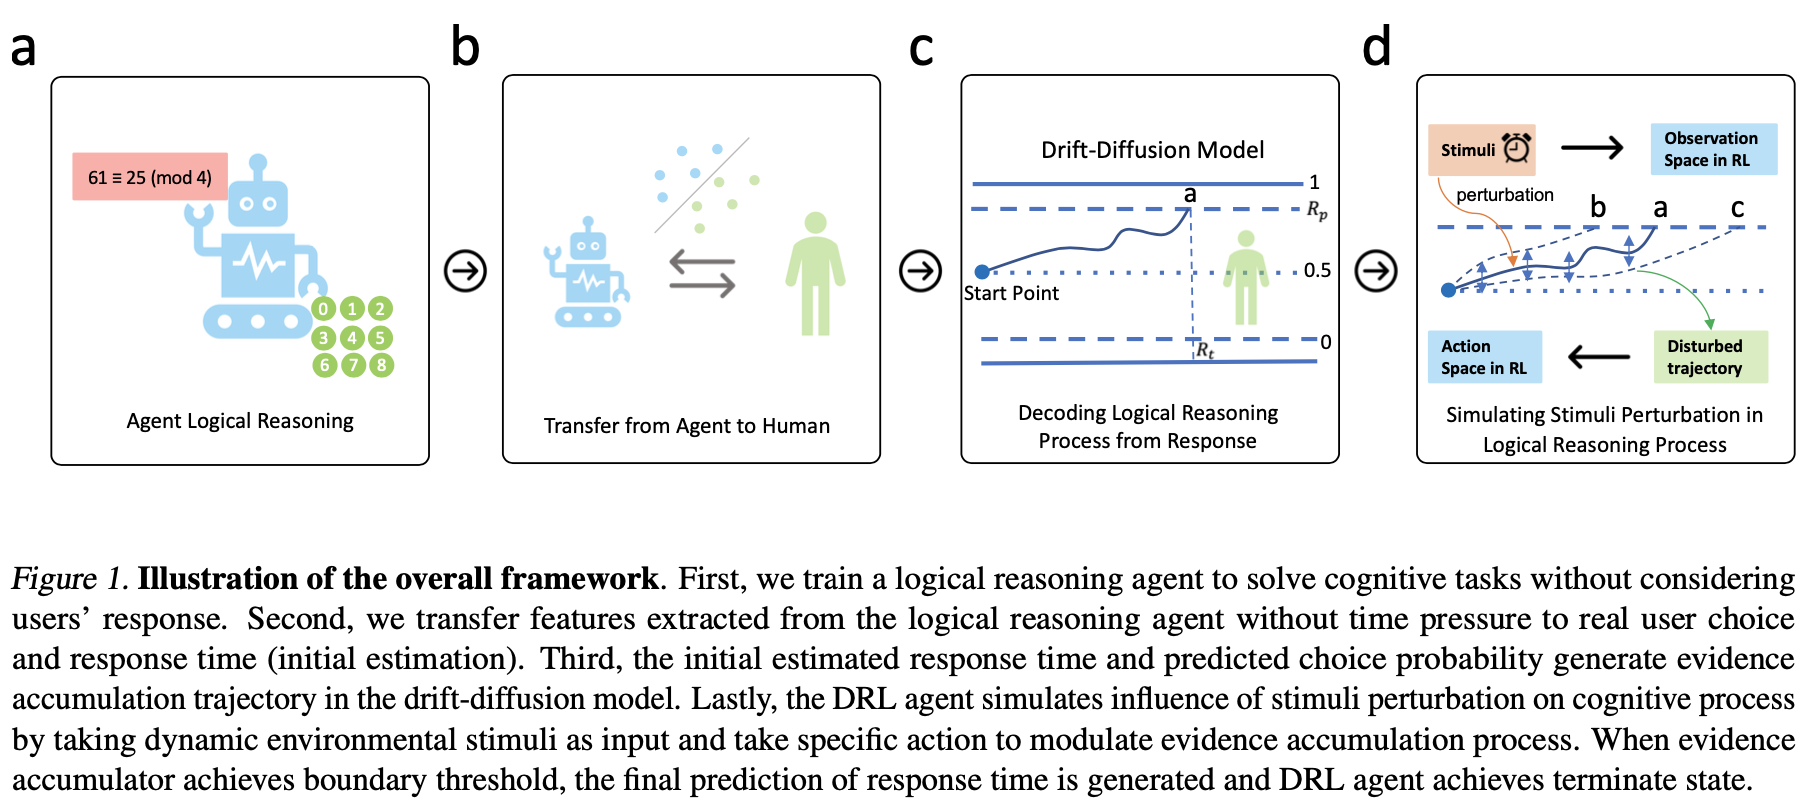 a
b
c
d
61 ≡ 25 (mod 4)
0 1 2
3 4 5
6 7 8
Agent Logical Reasoning
Transfer from Agent to Human
Drift-Diffusion Model
1
a
Rp
0.5
Start Point
0
Rt
Decoding Logical Reasoning
Process from Response
Stimuli
Observation
Space in RL
perturbation
b a c
Action
Space in RL
Disturbed
trajectory
Simulating Stimuli Perturbation in
Logical Reasoning Process
Figure 1. Illustration of the overall framework. First, we train a logical reasoning agent to solve cognitive tasks without considering
users’ response. Second, we transfer features extracted from the logical reasoning agent without time pressure to real user choice
and response time (initial estimation). Third, the initial estimated response time and predicted choice probability generate evidence
accumulation trajectory in the drift-diffusion model. Lastly, the DRL agent simulates influence of stimuli perturbation on cognitive process
by taking dynamic environmental stimuli as input and take specific action to modulate evidence accumulation process. When evidence
accumulator achieves boundary threshold, the final prediction of response time is generated and DRL agent achieves terminate state.